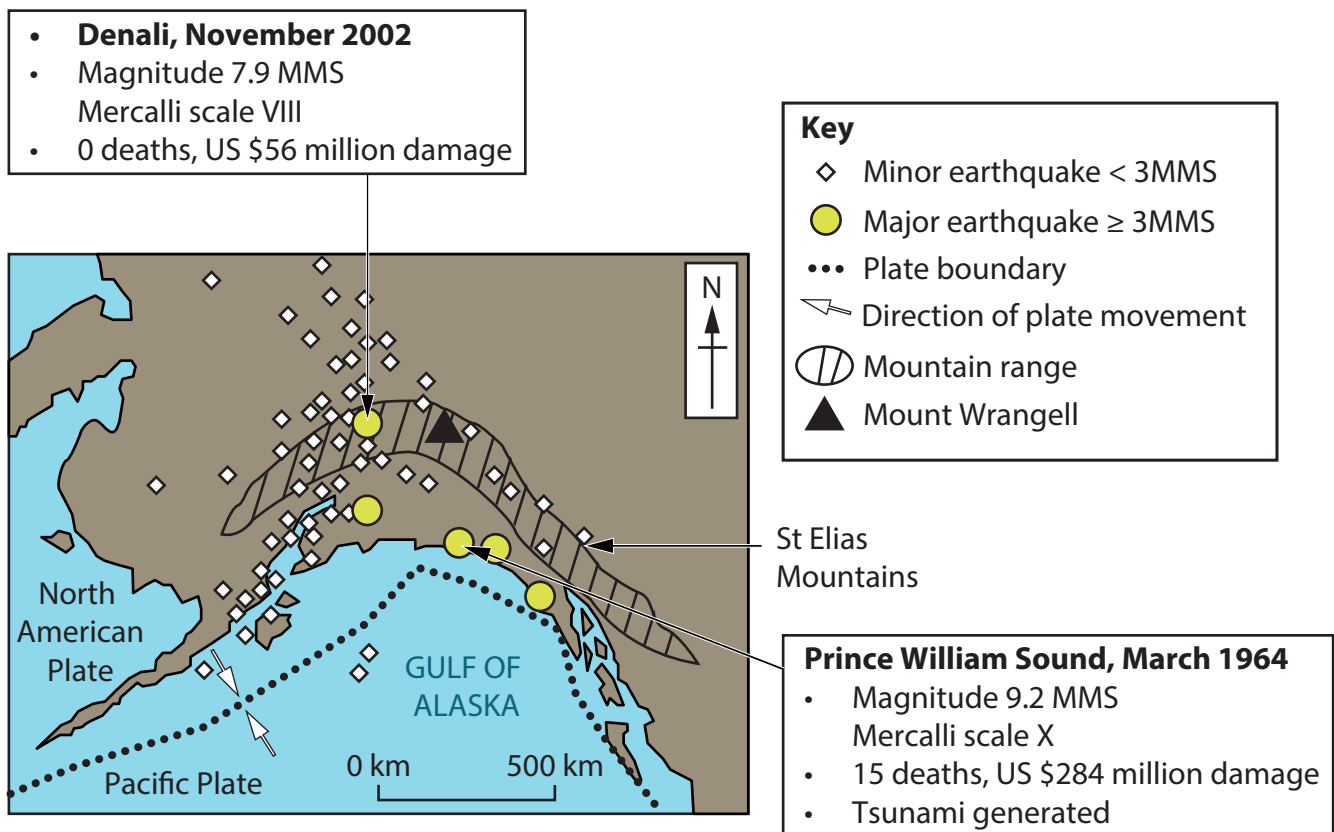 • Denali, November 2002
• Magnitude 7.9 MMS
Mercalli scale VIII
• 0 deaths, US $56 million damage
Key
Minor earthquake < 3MMS
Major earthquake ≥ 3MMS
Plate boundary
Direction of plate movement
Mountain range
Mount Wrangell
N
St Elias
Mountains
North
American
Plate
GULF OF
ALASKA
Pacific Plate
0 km 500 km
Prince William Sound, March 1964
• Magnitude 9.2 MMS
Mercalli scale X
• 15 deaths, US $284 million damage
• Tsunami generated